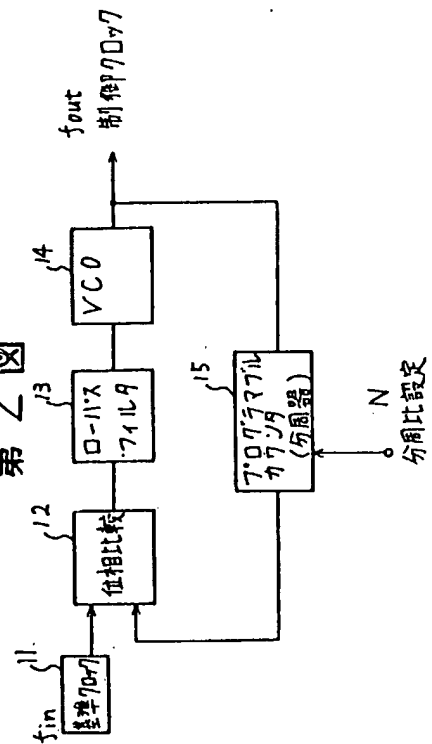 第2図
fin
11
基準クロック
12
位相比較
13
ローパス
フィルタ
14
VCO
fout
制御クロック
15
プログラマブル
カウンタ
(分周器)
N
分周比設定